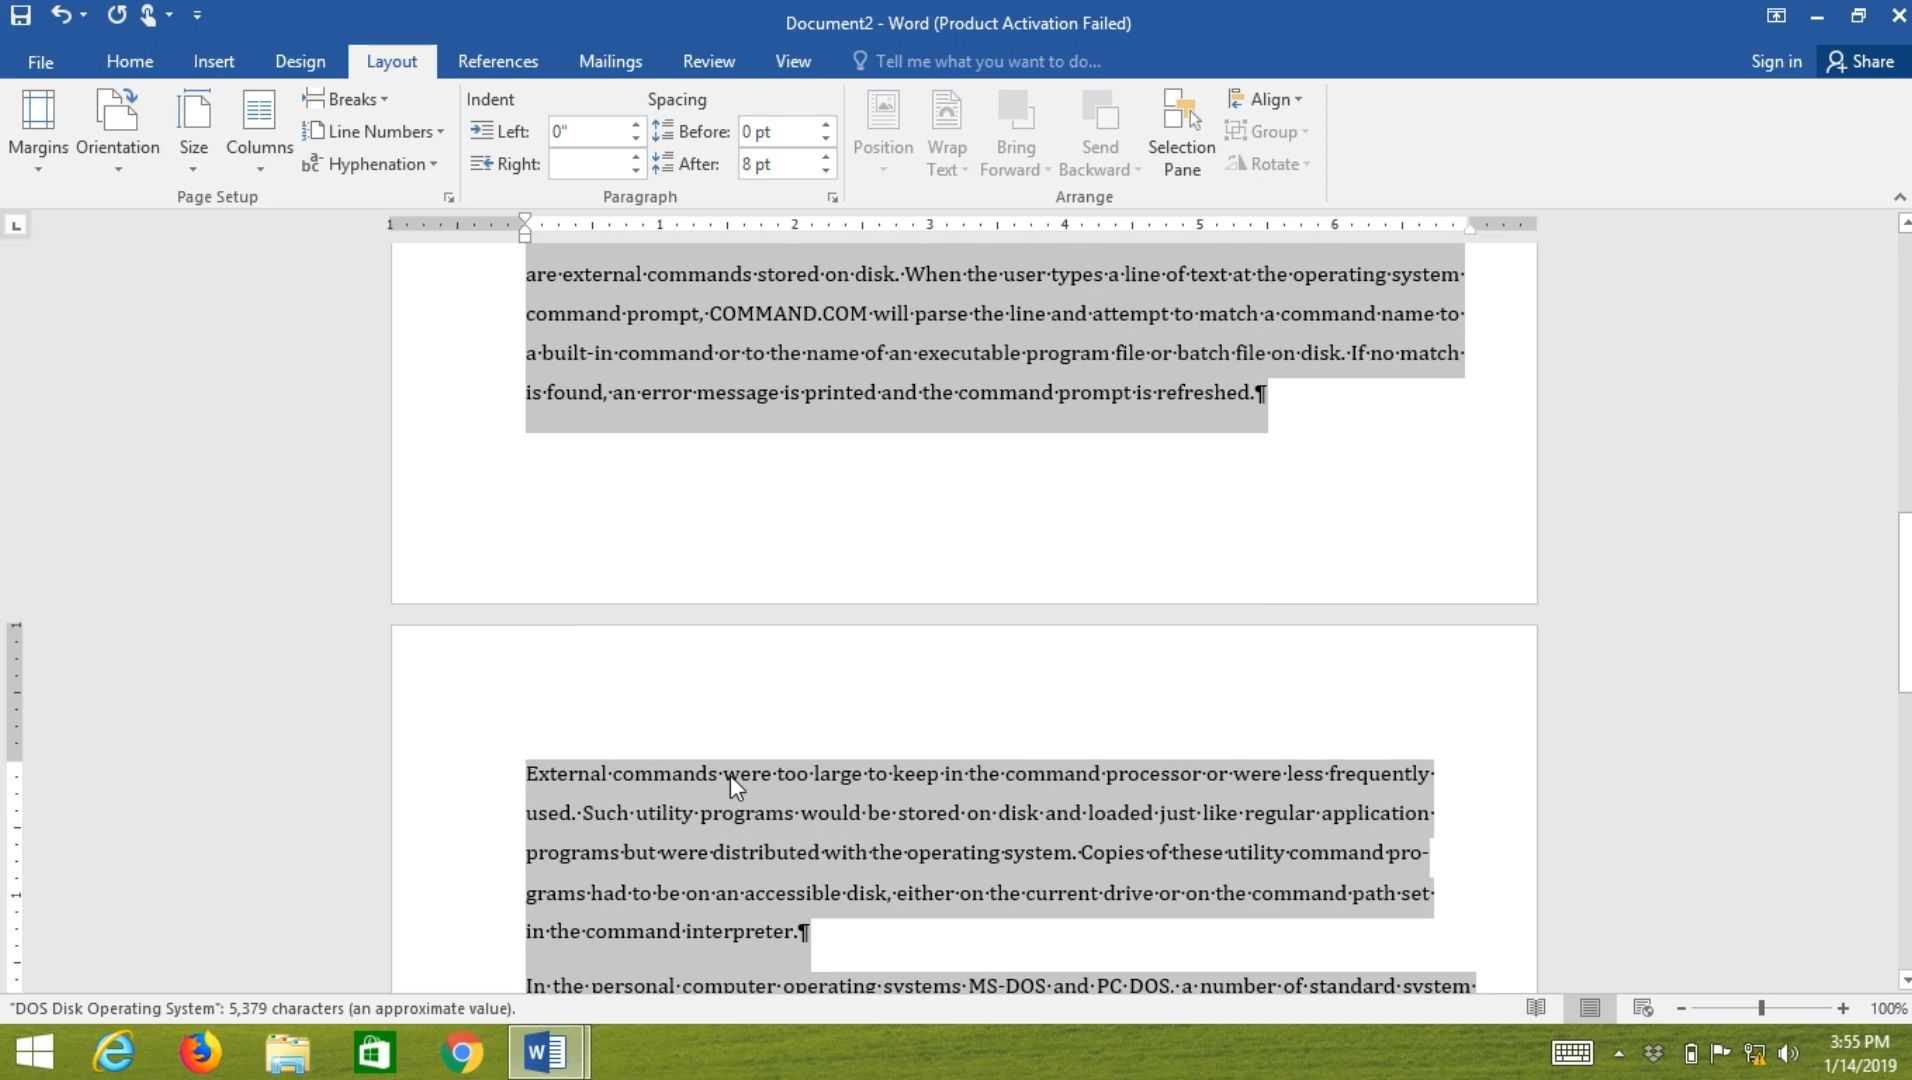 Document2 - Word (Product Activation Failed)
File Home Insert Design Layout References Mailings Review View Tell me what you want to do... Sign in Share
Margins Orientation Size Columns
Breaks
Line Numbers
Hyphenation
Page Setup
Indent
Left: 0"
Right:
Spacing
Before: 0 pt
After: 8 pt
Paragraph
Position
Wrap Text
Bring Forward
Send Backward
Selection Pane
Align
Group
Rotate
Arrange
L
1 1 2 3 4 5 6
are·external·commands·stored·on·disk.·When·the·user·types·a·line·of·text·at·the·operating·system·
command·prompt,·COMMAND.COM·will·parse·the·line·and·attempt·to·match·a·command·name·to·
a·built-in·command·or·to·the·name·of·an·executable·program·file·or·batch·file·on·disk.·If·no·match·
is·found,·an·error·message·is·printed·and·the·command·prompt·is·refreshed.¶
1
External·commands·were·too·large·to·keep·in·the·command·processor·or·were·less·frequently·
used.·Such·utility·programs·would·be·stored·on·disk·and·loaded·just·like·regular·application·
programs·but·were·distributed·with·the·operating·system.·Copies·of·these·utility·command·pro-
grams·had·to·be·on·an·accessible·disk,·either·on·the·current·drive·or·on·the·command·path·set·
1
in·the·command·interpreter.¶
In·the·personal·computer·operating·systems·MS-DOS·and·PC·DOS,·a·number·of·standard·system·
"DOS Disk Operating System": 5,379 characters (an approximate value).
100%
3:55 PM
1/14/2019